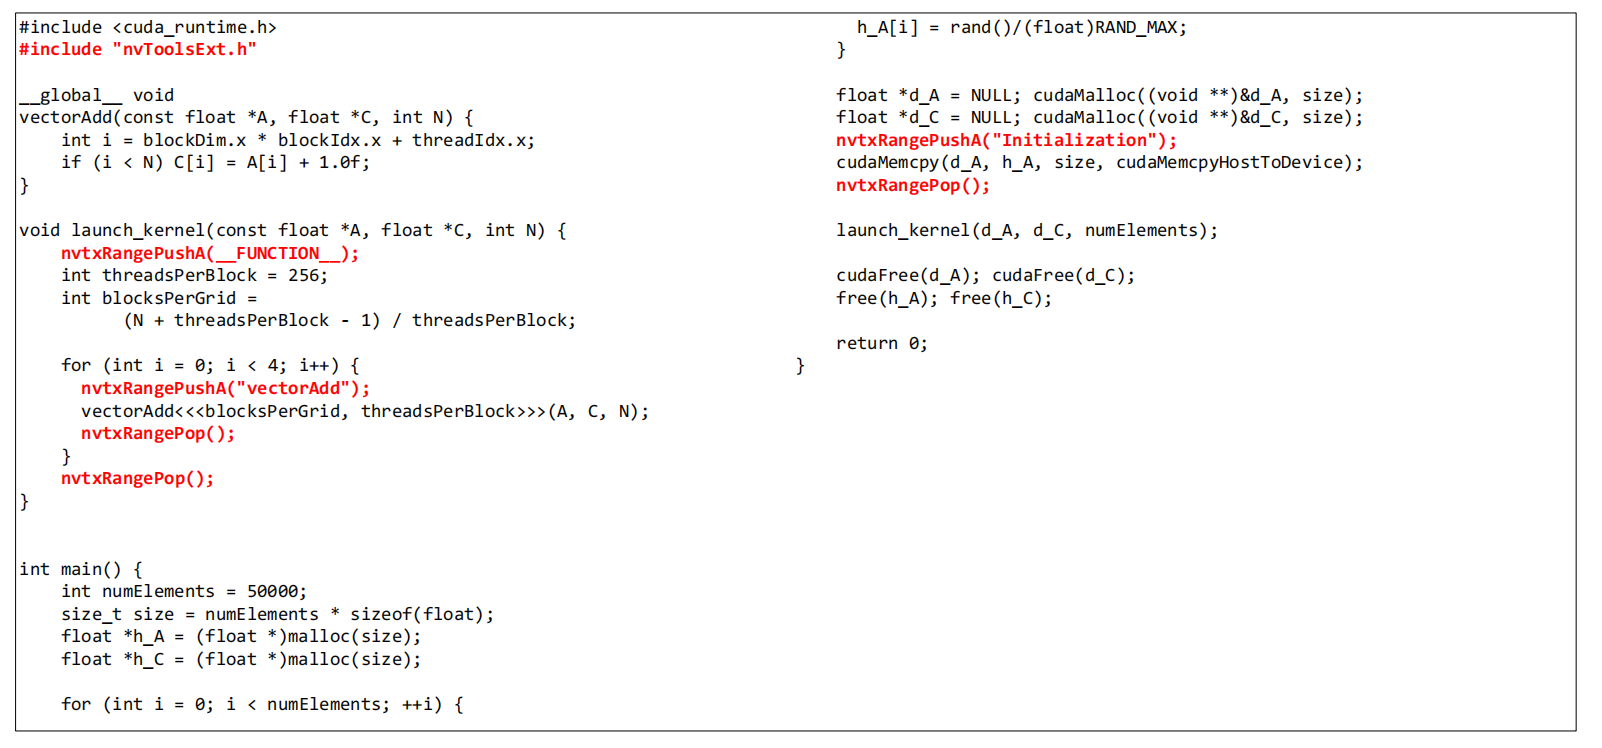 #include <cuda_runtime.h>
#include "nvToolsExt.h"

__global__ void
vectorAdd(const float *A, float *C, int N) {
    int i = blockDim.x * blockIdx.x + threadIdx.x;
    if (i < N) C[i] = A[i] + 1.0f;
}

void launch_kernel(const float *A, float *C, int N) {
    nvtxRangePushA(__FUNCTION__);
    int threadsPerBlock = 256;
    int blocksPerGrid =
          (N + threadsPerBlock - 1) / threadsPerBlock;

    for (int i = 0; i < 4; i++) {
      nvtxRangePushA("vectorAdd");
      vectorAdd<<<blocksPerGrid, threadsPerBlock>>>(A, C, N);
      nvtxRangePop();
    }
    nvtxRangePop();
}

int main() {
    int numElements = 50000;
    size_t size = numElements * sizeof(float);
    float *h_A = (float *)malloc(size);
    float *h_C = (float *)malloc(size);

    for (int i = 0; i < numElements; ++i) {
      h_A[i] = rand()/(float)RAND_MAX;
    }

    float *d_A = NULL; cudaMalloc((void **)&d_A, size);
    float *d_C = NULL; cudaMalloc((void **)&d_C, size);
    nvtxRangePushA("Initialization");
    cudaMemcpy(d_A, h_A, size, cudaMemcpyHostToDevice);
    nvtxRangePop();

    launch_kernel(d_A, d_C, numElements);

    cudaFree(d_A); cudaFree(d_C);
    free(h_A); free(h_C);

    return 0;
}